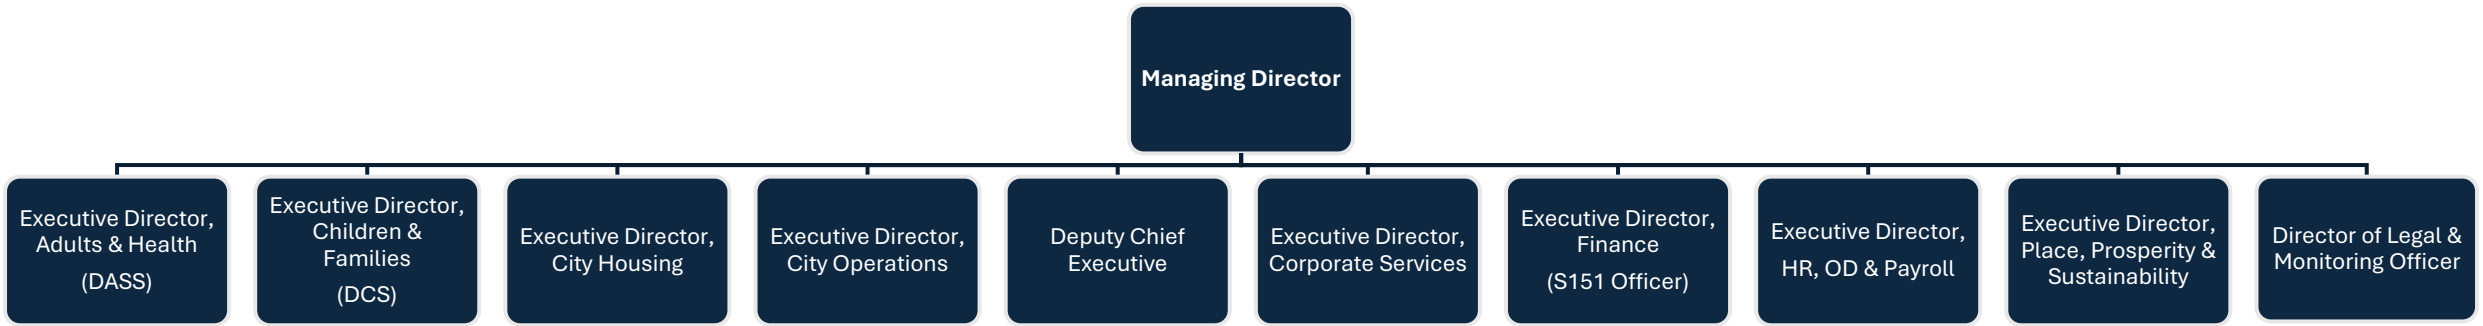 Managing Director
Executive Director,
Adults & Health
(DASS)
Executive Director,
Children &
Families
(DCS)
Executive Director,
City Housing
Executive Director,
City Operations
Deputy Chief
Executive
Executive Director,
Corporate Services
Executive Director,
Finance
(S151 Officer)
Executive Director,
HR, OD & Payroll
Executive Director,
Place, Prosperity &
Sustainability
Director of Legal &
Monitoring Officer